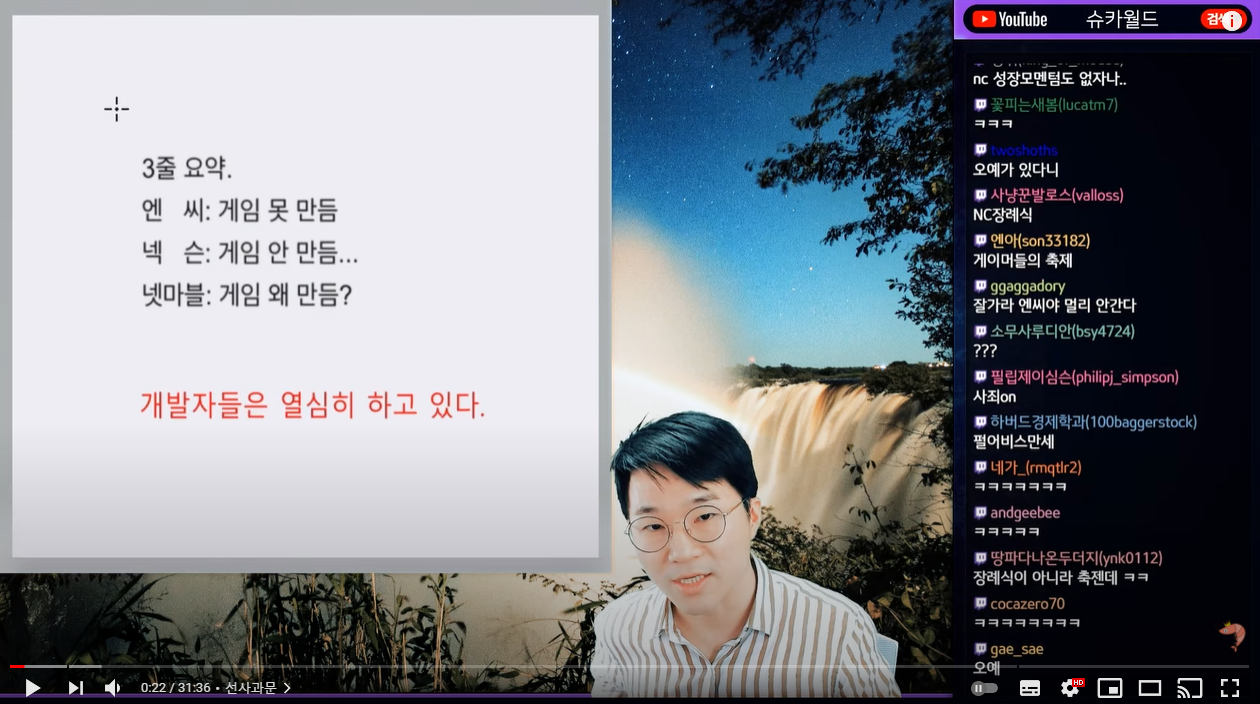 3줄 요약.
엔 씨: 게임 못 만듬
넥 슨: 게임 안 만듬...
넷마블: 게임 왜 만듬?
개발자들은 열심히 하고 있다.
YouTube 슈카월드
nc 성장모멘텀도 없자나..
꽃피는새봄(lucatm7)
ㅋㅋㅋ
twoshoths
오예가 있다니
사냥꾼발로스(valloss)
NC장례식
엔아(son33182)
게이머들의 축제
ggaggadory
잘가라 엔씨야 멀리 안간다
소무사루디안(bsy4724)
???
필립제이심슨(philipj_simpson)
사죄on
하버드경제학과(100baggerstock)
펄어비스만세
네가_(rmqtlr2)
ㅋㅋㅋㅋㅋㅋㅋ
andgeebee
ㅋㅋㅋㅋㅋ
땅파다나온두더지(ynk0112)
장례식이 아니라 축젠데 ㅋㅋ
cocazero70
ㅋㅋㅋㅋㅋㅋㅋㅋ
gae_sae
오예
0:22 / 31:36 • 선사과문
HD